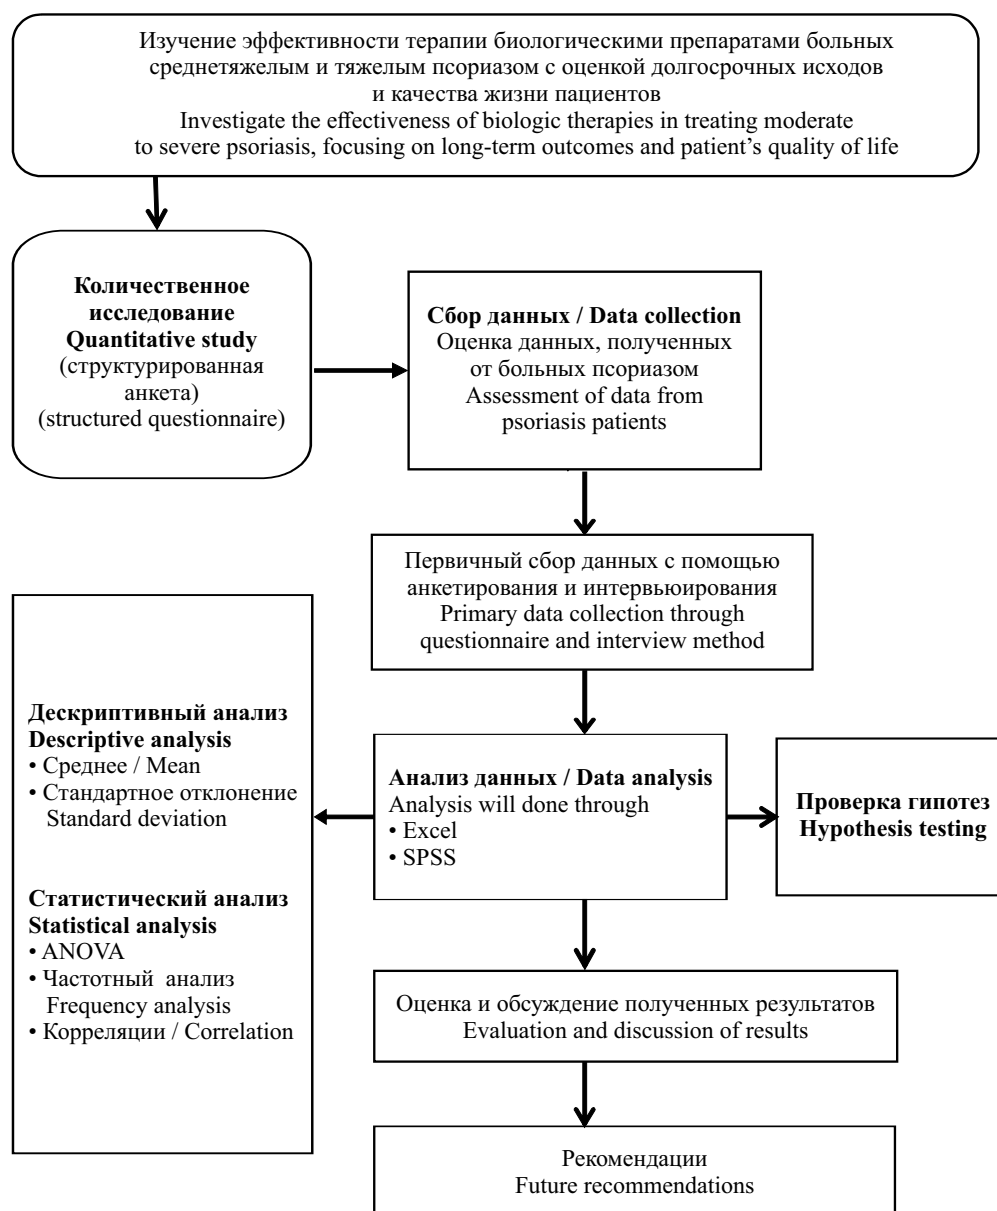 Изучение эффективности терапии биологическими препаратами больных
среднетяжелым и тяжелым псориазом с оценкой долгосрочных исходов
и качества жизни пациентов
Investigate the effectiveness of biologic therapies in treating moderate
to severe psoriasis, focusing on long-term outcomes and patient’s quality of life
Количественное
исследование
Quantitative study
(структурированная
анкета)
(structured questionnaire)
Сбор данных / Data collection
Оценка данных, полученных
от больных псориазом
Assessment of data from
psoriasis patients
Первичный сбор данных с помощью
анкетирования и интервьюирования
Primary data collection through
questionnaire and interview method
Дескриптивный анализ
Descriptive analysis
• Среднее / Mean
• Стандартное отклонение
Standard deviation
Статистический анализ
Statistical analysis
• ANOVA
• Частотный анализ
Frequency analysis
• Корреляции / Correlation
Анализ данных / Data analysis
Analysis will done through
• Excel
• SPSS
Проверка гипотез
Hypothesis testing
Оценка и обсуждение полученных результатов
Evaluation and discussion of results
Рекомендации
Future recommendations